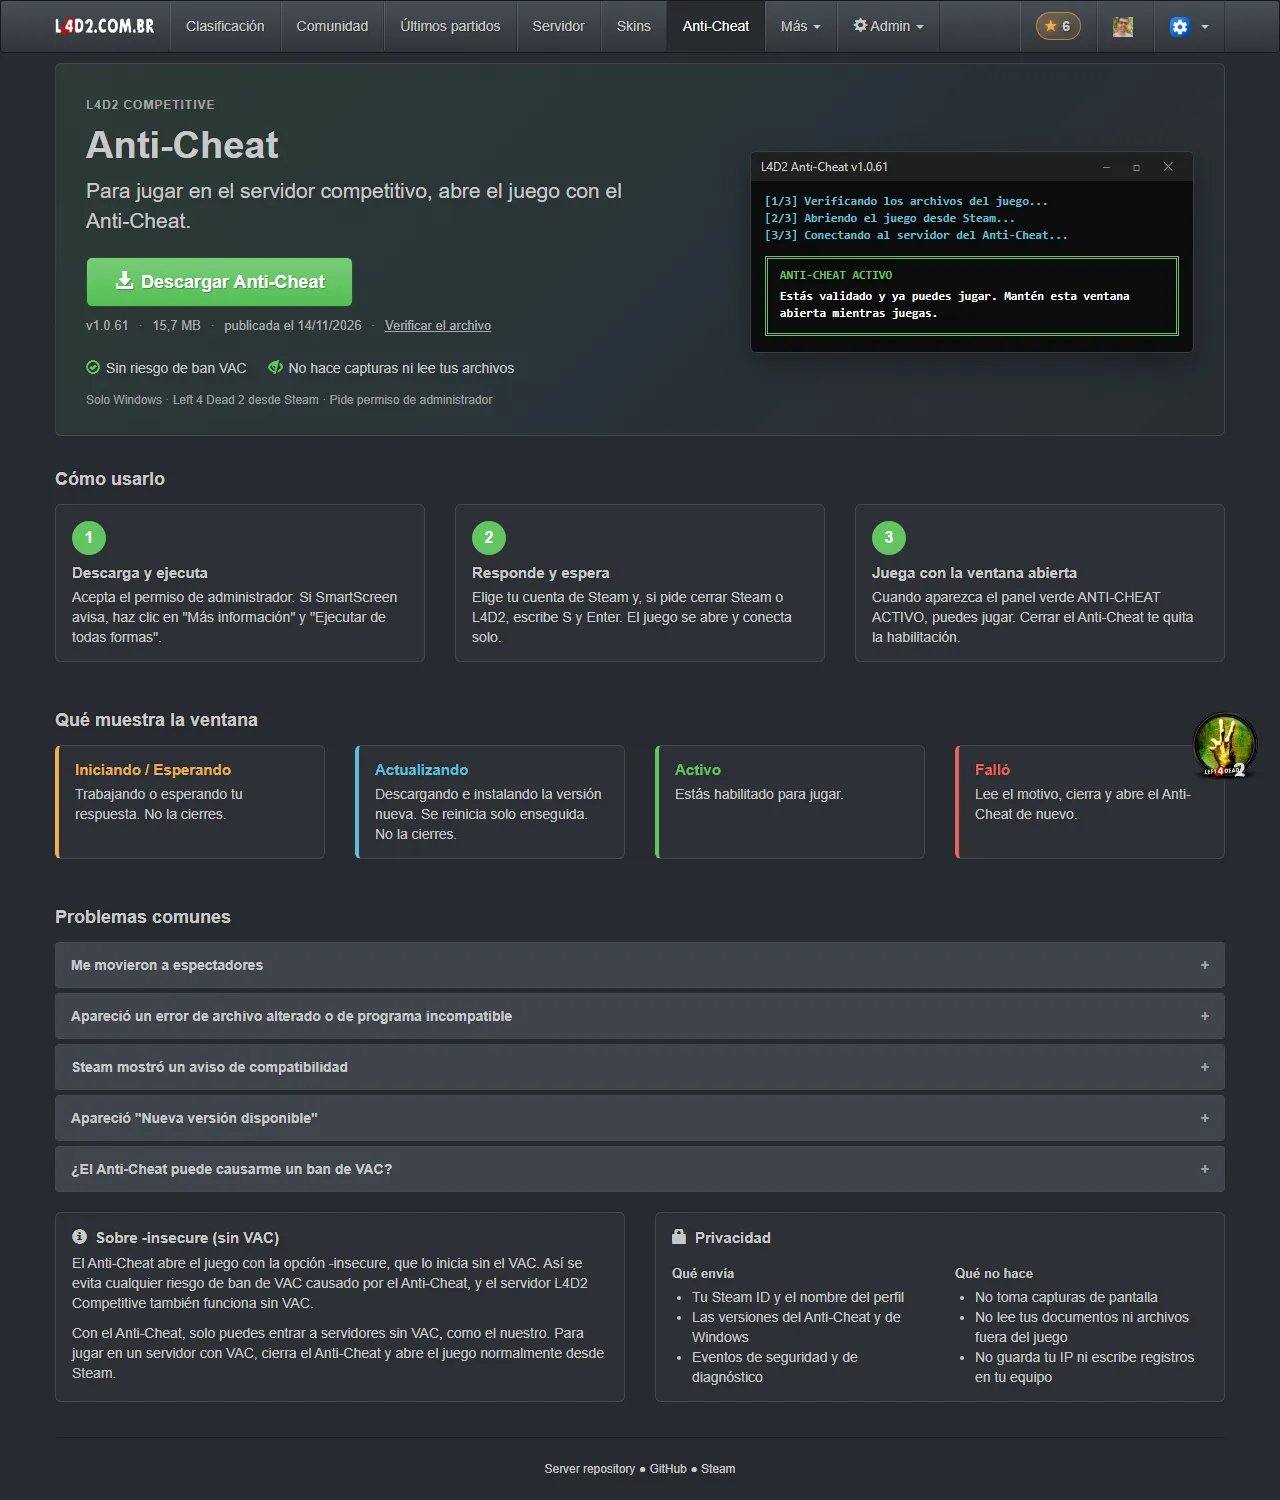 L4D2.COM.BR
Clasificación
Comunidad
Últimos partidos
Servidor
Skins
Anti-Cheat
Más
Admin
6
L4D2 COMPETITIVE
Anti-Cheat
Para jugar en el servidor competitivo, abre el juego con el
Anti-Cheat.
Descargar Anti-Cheat
v1.0.61 · 15,7 MB · publicada el 14/11/2026 · Verificar el archivo
Sin riesgo de ban VAC
No hace capturas ni lee tus archivos
Solo Windows · Left 4 Dead 2 desde Steam · Pide permiso de administrador
L4D2 Anti-Cheat v1.0.61
[1/3] Verificando los archivos del juego...
[2/3] Abriendo el juego desde Steam...
[3/3] Conectando al servidor del Anti-Cheat...
ANTI-CHEAT ACTIVO
Estás validado y ya puedes jugar. Mantén esta ventana
abierta mientras juegas.
Cómo usarlo
1
Descarga y ejecuta
Acepta el permiso de administrador. Si SmartScreen
avisa, haz clic en "Más información" y "Ejecutar de
todas formas".
2
Responde y espera
Elige tu cuenta de Steam y, si pide cerrar Steam o
L4D2, escribe S y Enter. El juego se abre y conecta
solo.
3
Juega con la ventana abierta
Cuando aparezca el panel verde ANTI-CHEAT
ACTIVO, puedes jugar. Cerrar el Anti-Cheat te quita
la habilitación.
Qué muestra la ventana
Iniciando / Esperando
Trabajando o esperando tu
respuesta. No la cierres.
Actualizando
Descargando e instalando la versión
nueva. Se reinicia solo enseguida.
No la cierres.
Activo
Estás habilitado para jugar.
Falló
Lee el motivo, cierra y abre el Anti-
Cheat de nuevo.
LEFT 4 DEAD 2
Problemas comunes
Me movieron a espectadores +
Apareció un error de archivo alterado o de programa incompatible +
Steam mostró un aviso de compatibilidad +
Apareció "Nueva versión disponible" +
¿El Anti-Cheat puede causarme un ban de VAC? +
Sobre -insecure (sin VAC)
El Anti-Cheat abre el juego con la opción -insecure, que lo inicia sin el VAC. Así se
evita cualquier riesgo de ban de VAC causado por el Anti-Cheat, y el servidor L4D2
Competitive también funciona sin VAC.
Con el Anti-Cheat, solo puedes entrar a servidores sin VAC, como el nuestro. Para
jugar en un servidor con VAC, cierra el Anti-Cheat y abre el juego normalmente desde
Steam.
Privacidad
Qué envía
• Tu Steam ID y el nombre del perfil
• Las versiones del Anti-Cheat y de
Windows
• Eventos de seguridad y de
diagnóstico
Qué no hace
• No toma capturas de pantalla
• No lee tus documentos ni archivos
fuera del juego
• No guarda tu IP ni escribe registros
en tu equipo
Server repository ● GitHub ● Steam